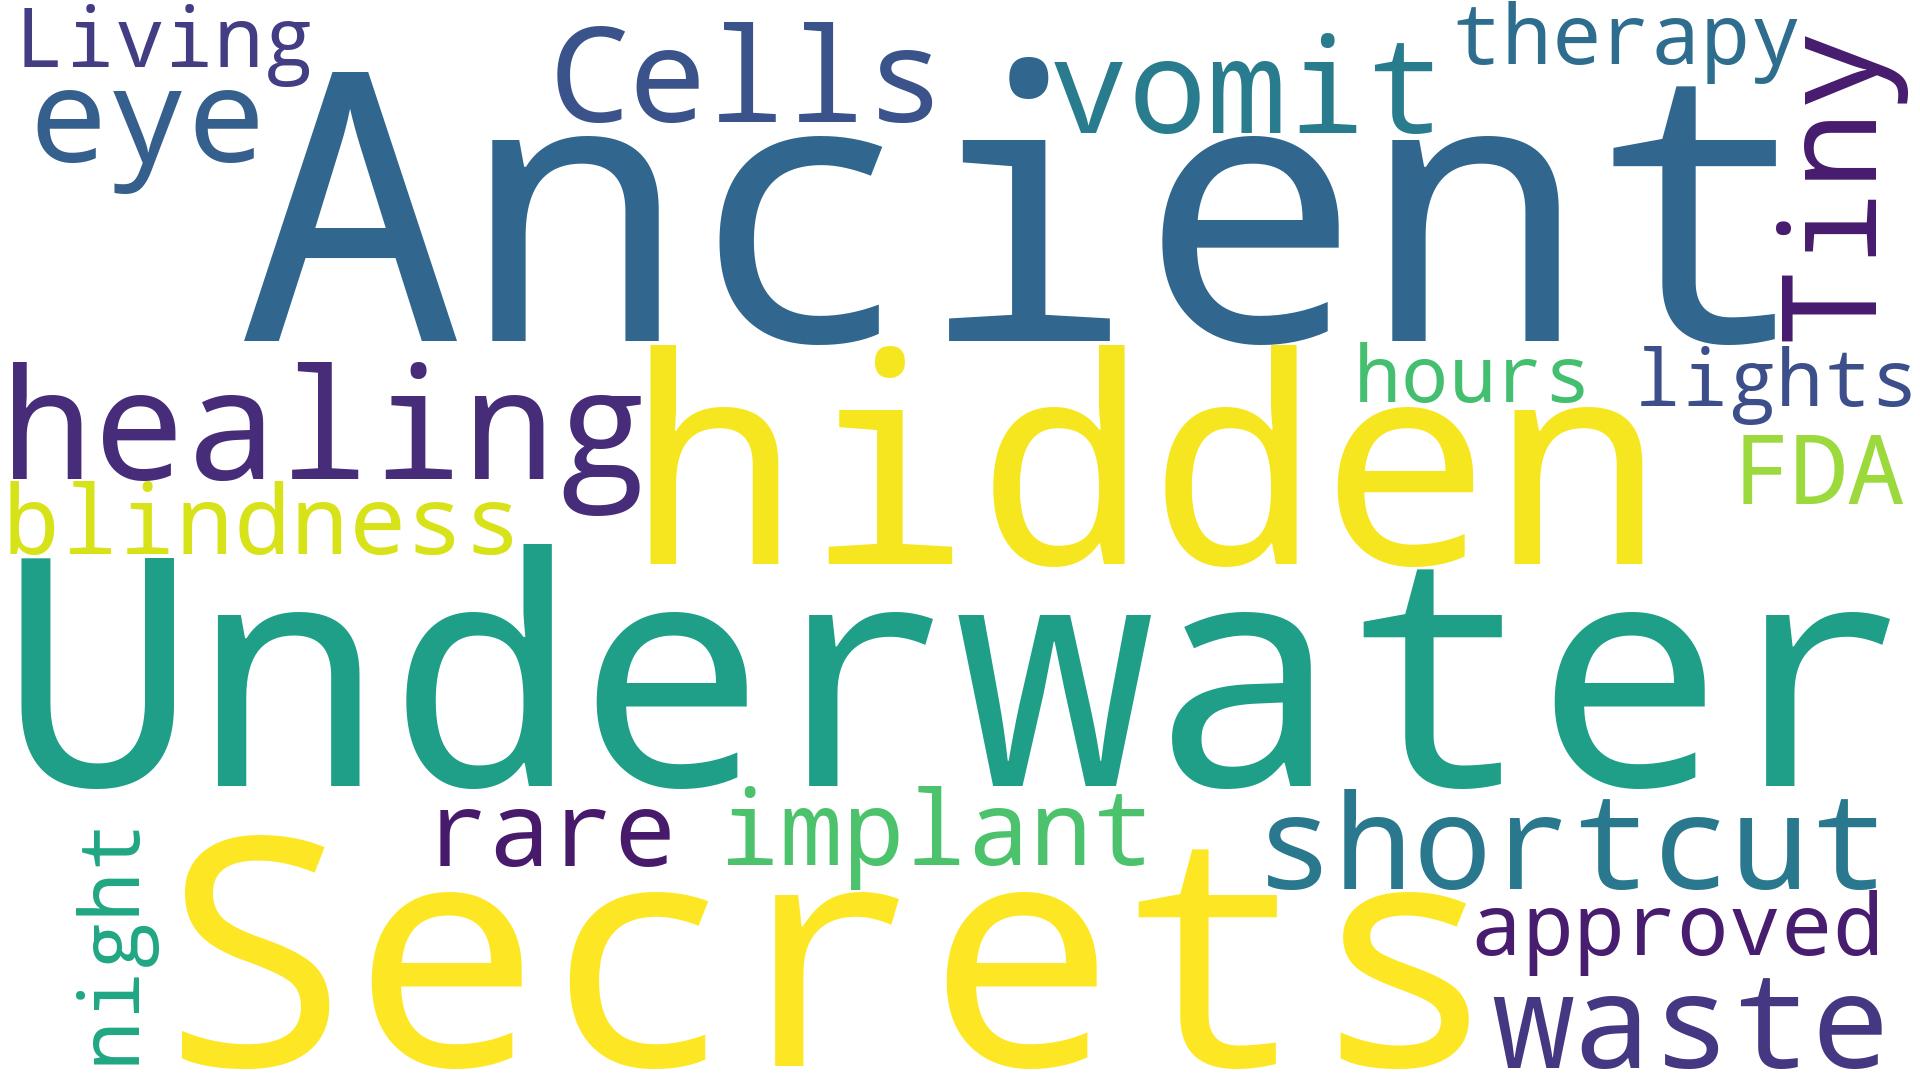 Living
Cells
vomit
therapy
eye
Ancient
Tiny
healing
hidden
hours
lights
FDA
blindness
Underwater
rare
implant
shortcut
night
Secrets
approved
waste